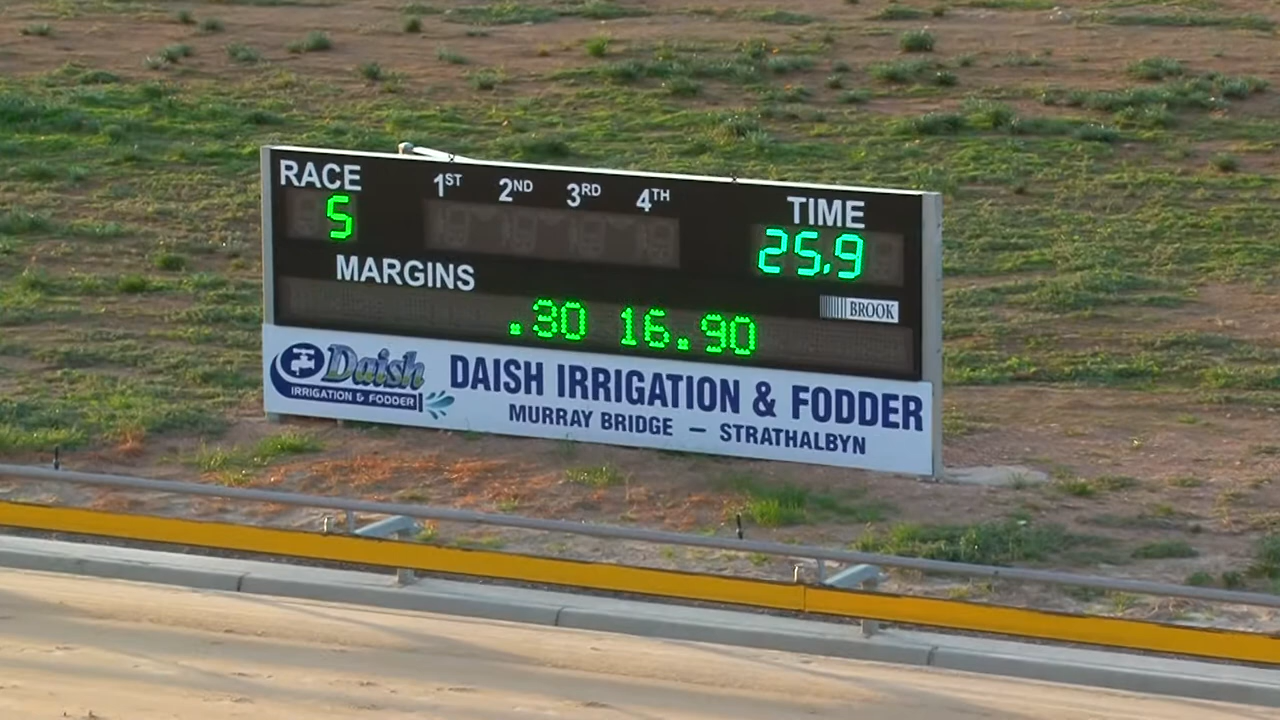 RACE 1ST 2ND 3RD 4TH TIME
5 25.9
MARGINS
BROOK
.30 16.90
Daish
IRRIGATION & FODDER
DAISH IRRIGATION & FODDER
MURRAY BRIDGE – STRATHALBYN